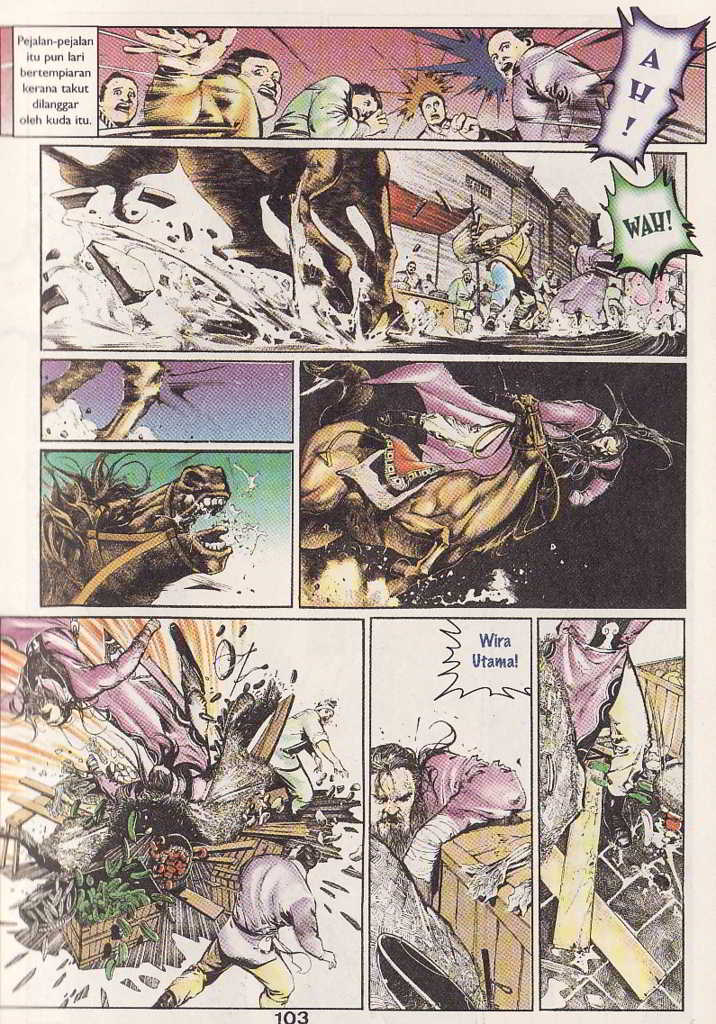 Pejalan-pejalan
itu pun lari
bertempiaran
kerana takut
dilanggar
oleh kuda itu.
AH!
WAH!
Wira
Utama!
103